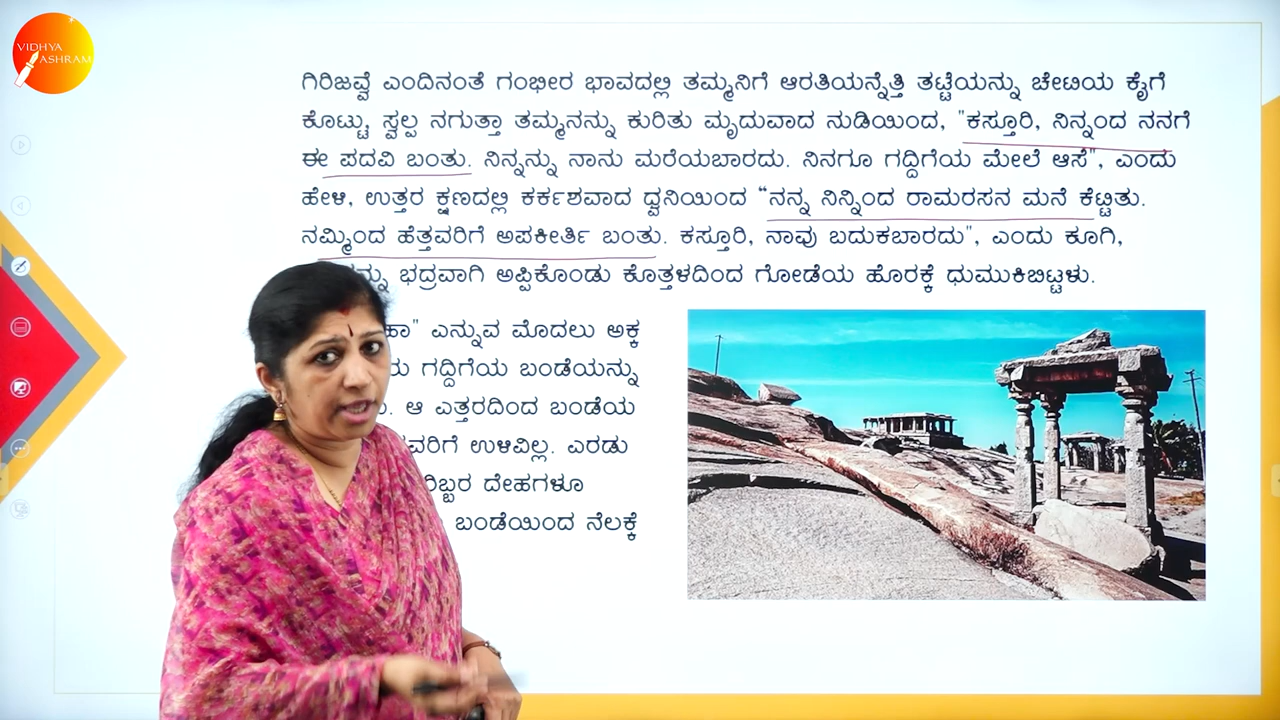 VIDHYA
ASHRAM
ಗಿರಿಜವ್ವೆ ಎಂದಿನಂತೆ ಗಂಭೀರ ಭಾವದಲ್ಲಿ ತಮ್ಮನಿಗೆ ಆರತಿಯನ್ನೆತ್ತಿ ತಟ್ಟೆಯನ್ನು ಚೇಟಿಯ ಕೈಗೆ
ಕೊಟ್ಟು, ಸ್ವಲ್ಪ ನಗುತ್ತಾ ತಮ್ಮನನ್ನು ಕುರಿತು ಮೃದುವಾದ ನುಡಿಯಿಂದ, "ಕಸ್ತೂರಿ, ನಿನ್ನಂದ ನನಗೆ
ಈ ಪದವಿ ಬಂತು. ನಿನ್ನನ್ನು ನಾನು ಮರೆಯಬಾರದು. ನಿನಗೂ ಗದ್ದಿಗೆಯ ಮೇಲೆ ಆಸೆ", ಎಂದು
ಹೇಳಿ, ಉತ್ತರ ಕ್ಷಣದಲ್ಲಿ ಕರ್ಕಶವಾದ ಧ್ವನಿಯಿಂದ “ನನ್ನ ನಿನ್ನಿಂದ ರಾಮರಸನ ಮನೆ ಕೆಟ್ಟಿತು.
ನಮ್ಮಿಂದ ಹೆತ್ತವರಿಗೆ ಅಪಕೀರ್ತಿ ಬಂತು. ಕಸ್ತೂರಿ, ನಾವು ಬದುಕಬಾರದು", ಎಂದು ಕೂಗಿ,
ಭದ್ರವಾಗಿ ಅಪ್ಪಿಕೊಂಡು ಕೊತ್ತಳದಿಂದ ಗೋಡೆಯ ಹೊರಕ್ಕೆ ಧುಮುಕಿಬಿಟ್ಟಳು.
ಎನ್ನುವ ಮೊದಲು ಅಕ್ಕ
ಗದ್ದಿಗೆಯ ಬಂಡೆಯನ್ನು
ಆ ಎತ್ತರದಿಂದ ಬಂಡೆಯ
ಉಳಿವಿಲ್ಲ. ಎರಡು
ದೇಹಗಳೂ
ಬಂಡೆಯಿಂದ ನೆಲಕ್ಕೆ